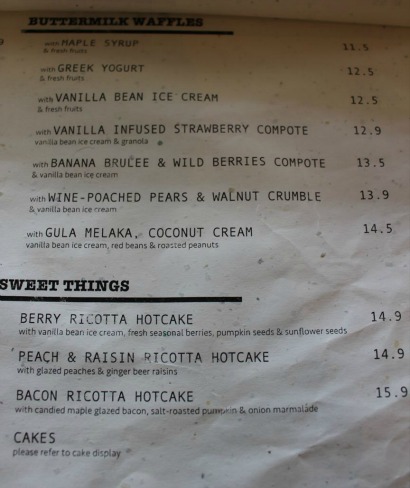 BUTTERMILK WAFFLES
with MAPLE SYRUP 11.5
& fresh fruits
with GREEK YOGURT 12.5
& fresh fruits
with VANILLA BEAN ICE CREAM 12.5
& fresh fruits
with VANILLA INFUSED STRAWBERRY COMPOTE 12.9
vanilla bean ice cream & granola
with BANANA BRULEE & WILD BERRIES COMPOTE 13.5
& vanilla bean ice cream
with WINE-POACHED PEARS & WALNUT CRUMBLE 13.9
& vanilla bean ice cream
with GULA MELAKA, COCONUT CREAM 14.5
vanilla bean ice cream, red beans & roasted peanuts
SWEET THINGS
BERRY RICOTTA HOTCAKE 14.9
with vanilla bean ice cream, fresh seasonal berries, pumpkin seeds & sunflower seeds
PEACH & RAISIN RICOTTA HOTCAKE 14.9
with glazed peaches & ginger beer raisins
BACON RICOTTA HOTCAKE 15.9
with candied maple glazed bacon, salt-roasted pumpkin & onion marmalade
CAKES
please refer to cake display